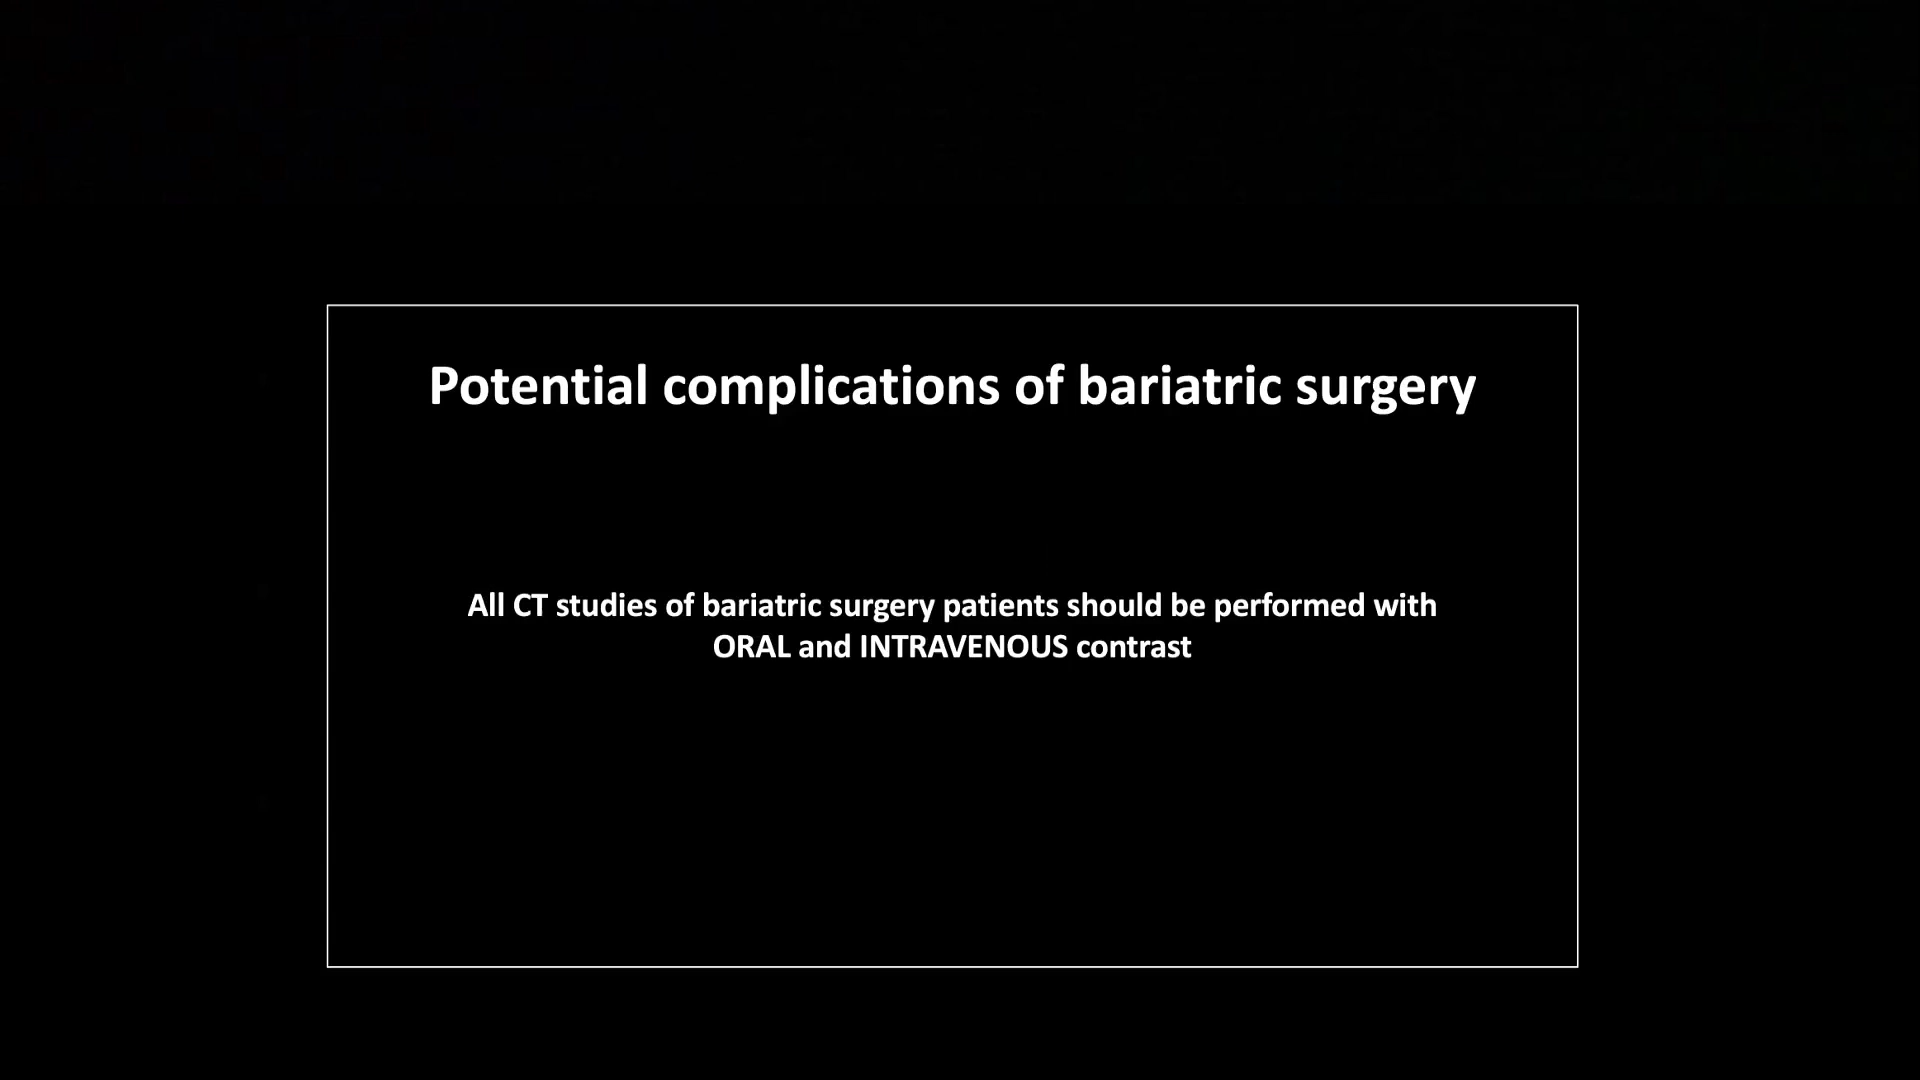 Potential complications of bariatric surgery
All CT studies of bariatric surgery patients should be performed with
ORAL and INTRAVENOUS contrast